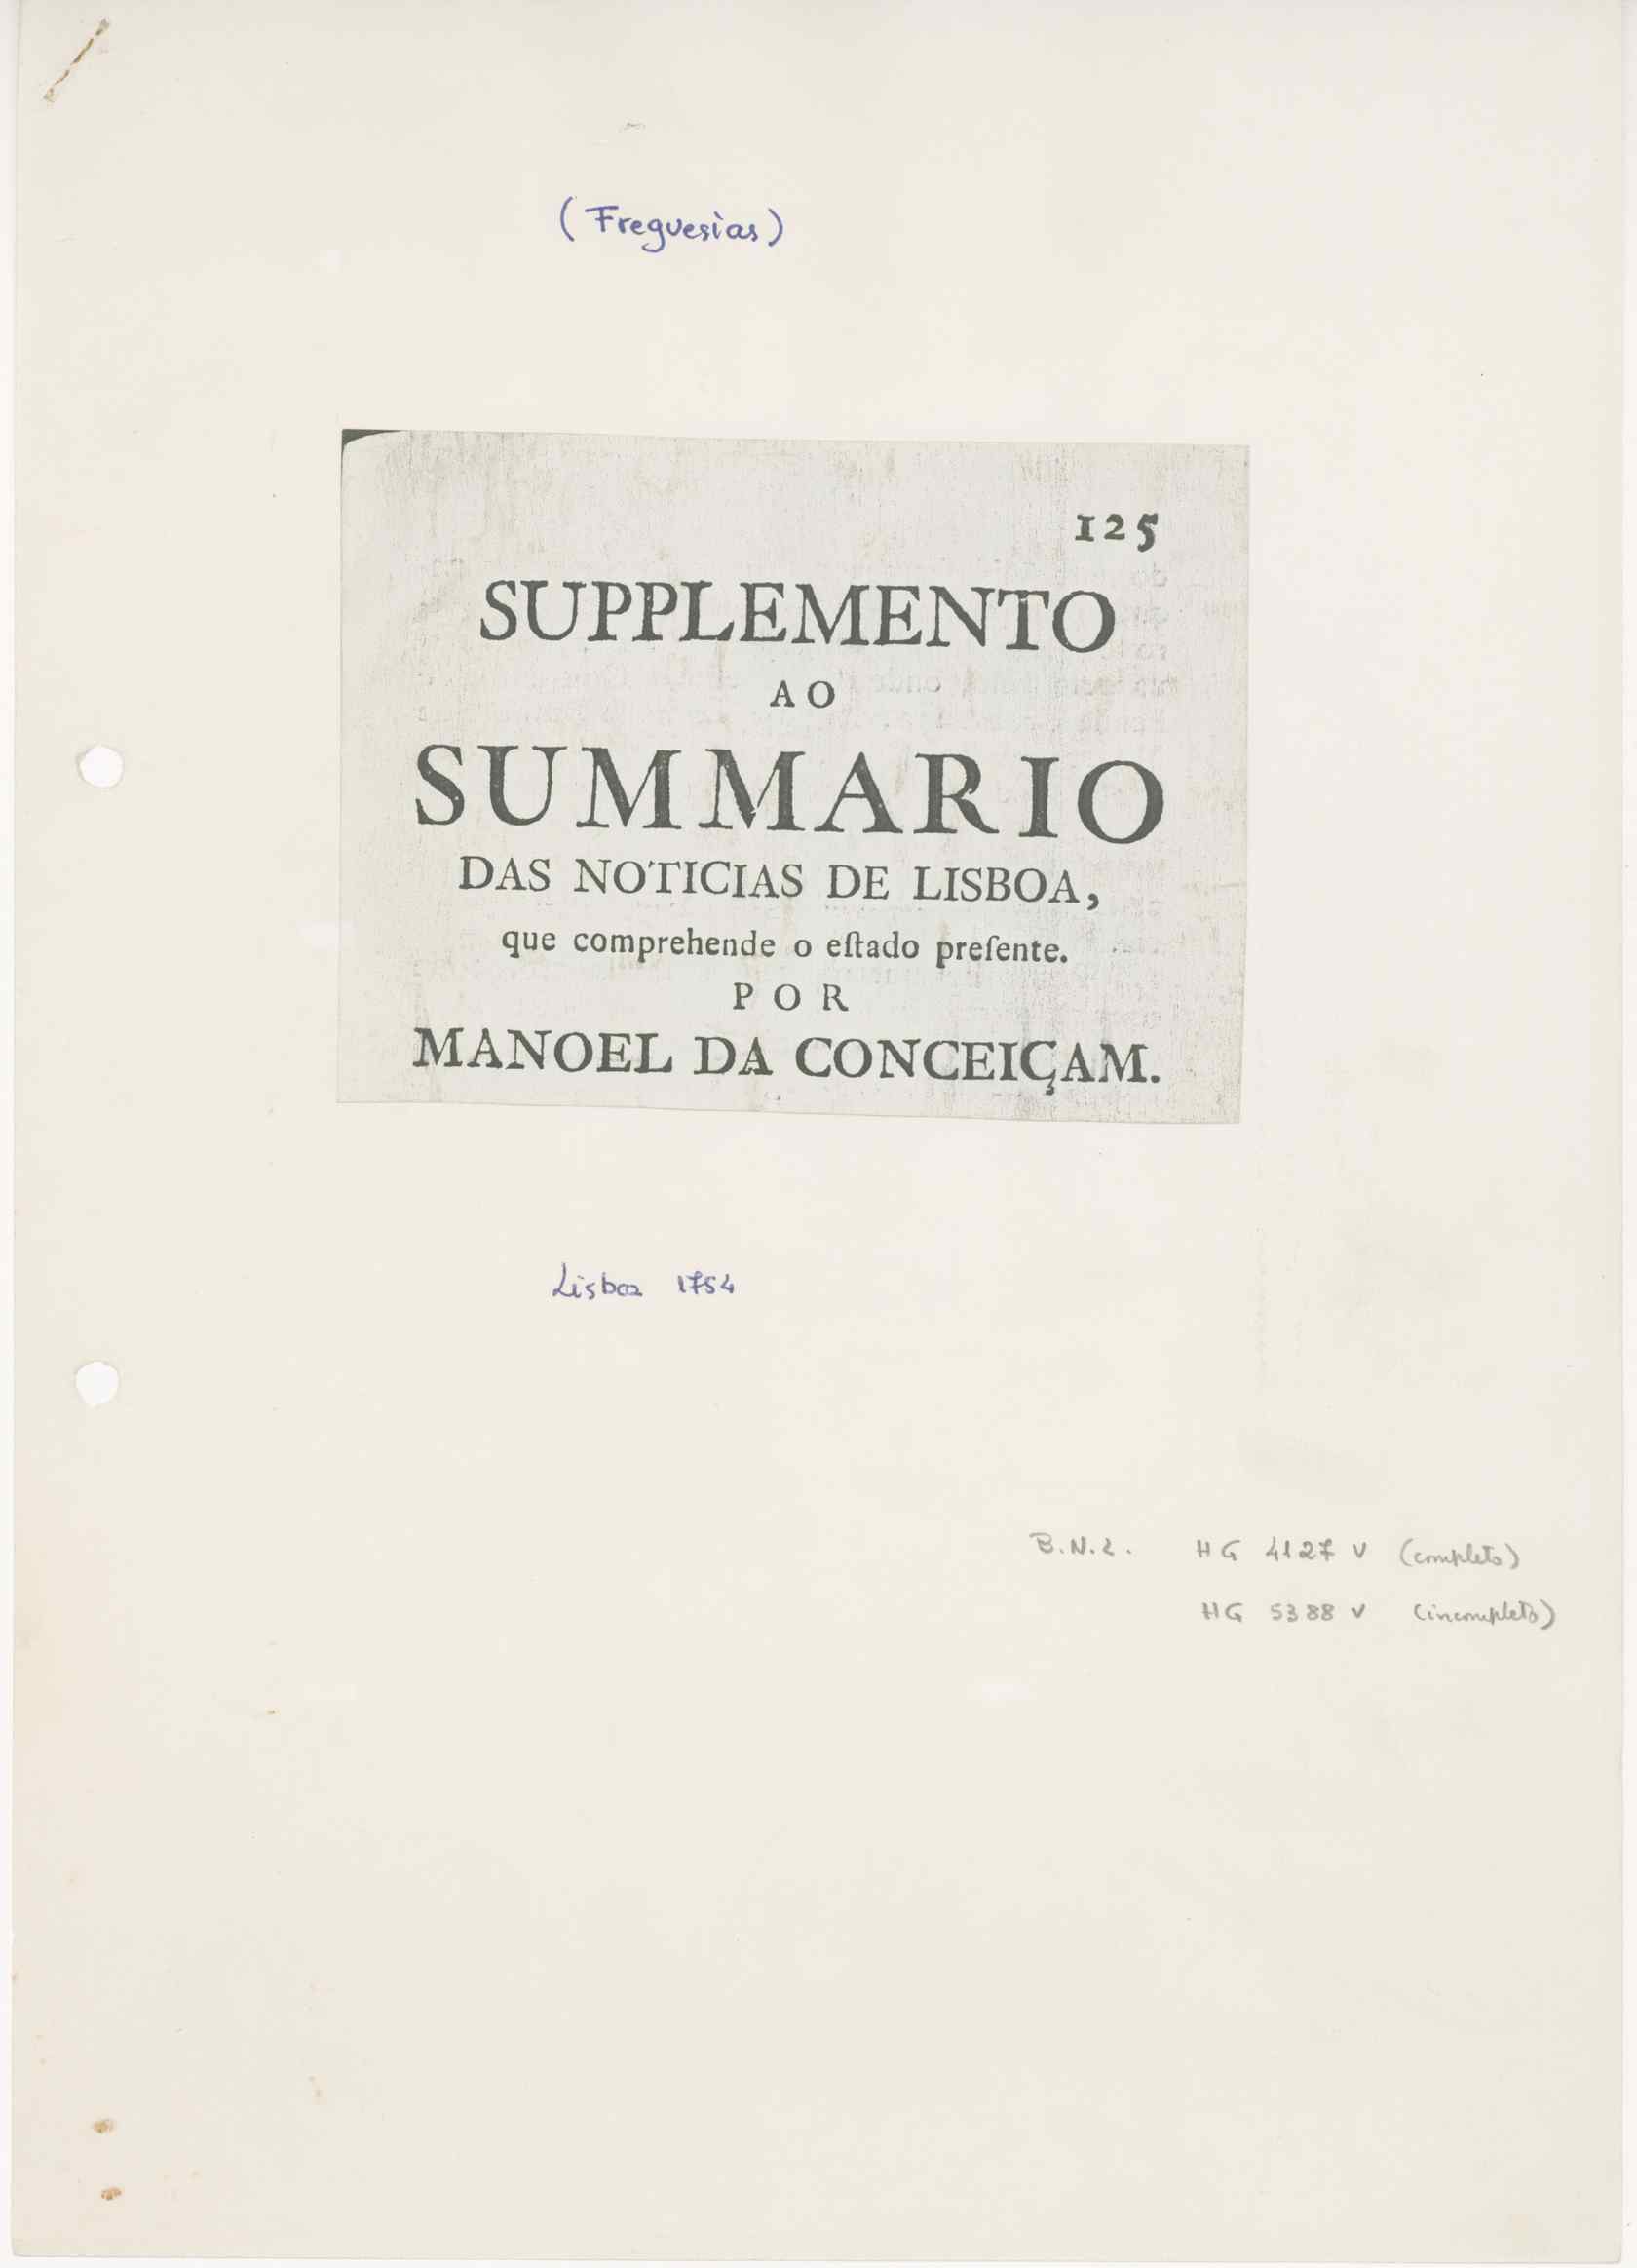 (Freguesias)
125
SUPPLEMENTO
AO
SUMMARIO
DAS NOTICIAS DE LISBOA,
que comprehende o eſtado preſente.
POR
MANOEL DA CONCEIÇAM.
Lisboa 1754
B.N.L. HG 4127 V (completo)
HG 5388 V (incompleto)